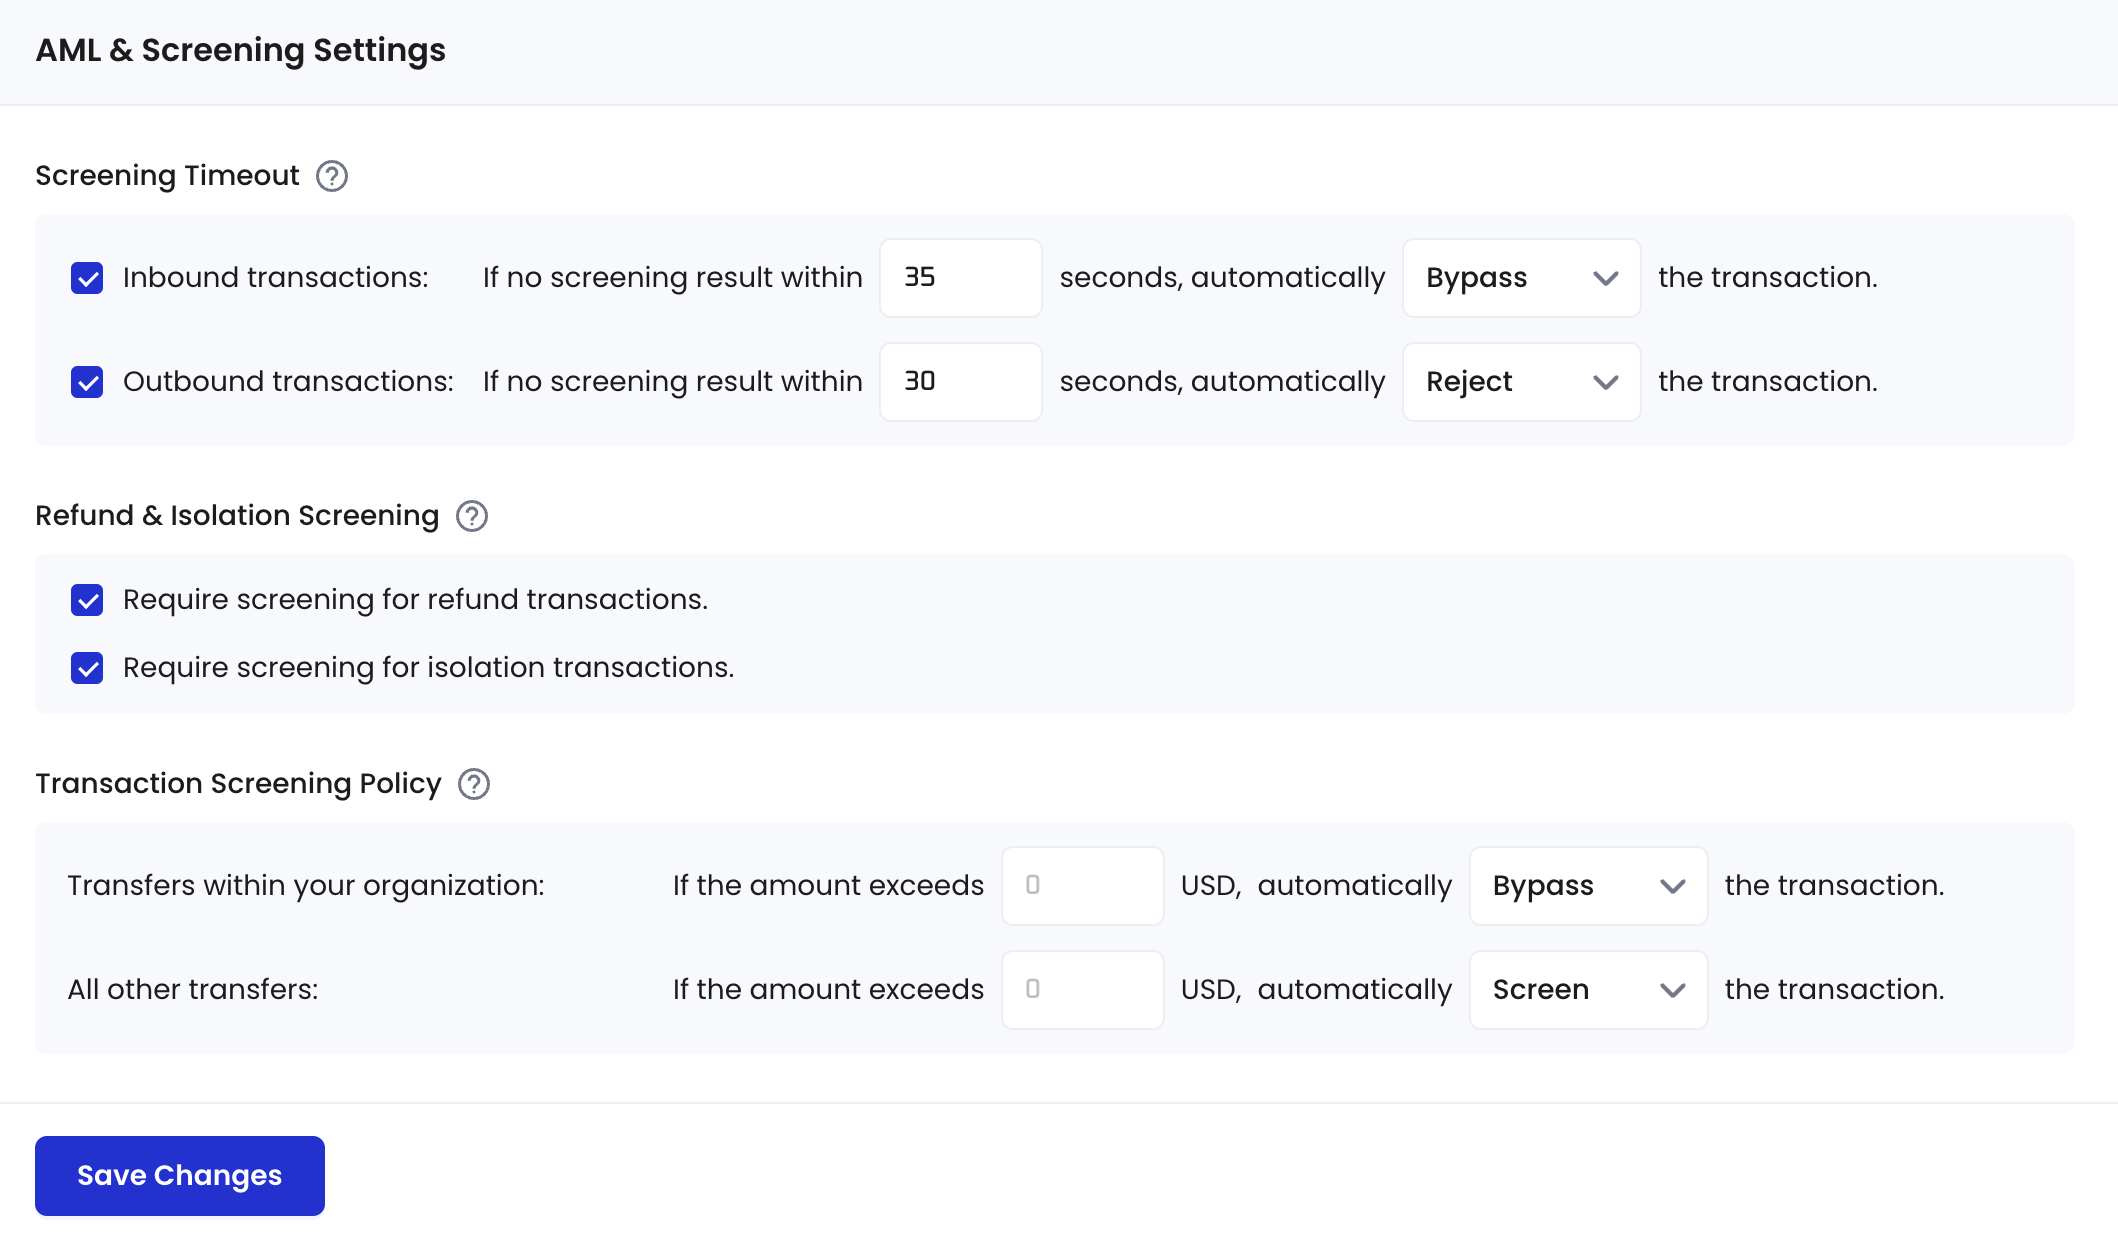 AML & Screening Settings
Screening Timeout
Inbound transactions: If no screening result within 35 seconds, automatically Bypass the transaction.
Outbound transactions: If no screening result within 30 seconds, automatically Reject the transaction.
Refund & Isolation Screening
Require screening for refund transactions.
Require screening for isolation transactions.
Transaction Screening Policy
Transfers within your organization: If the amount exceeds 0 USD, automatically Bypass the transaction.
All other transfers: If the amount exceeds 0 USD, automatically Screen the transaction.
Save Changes